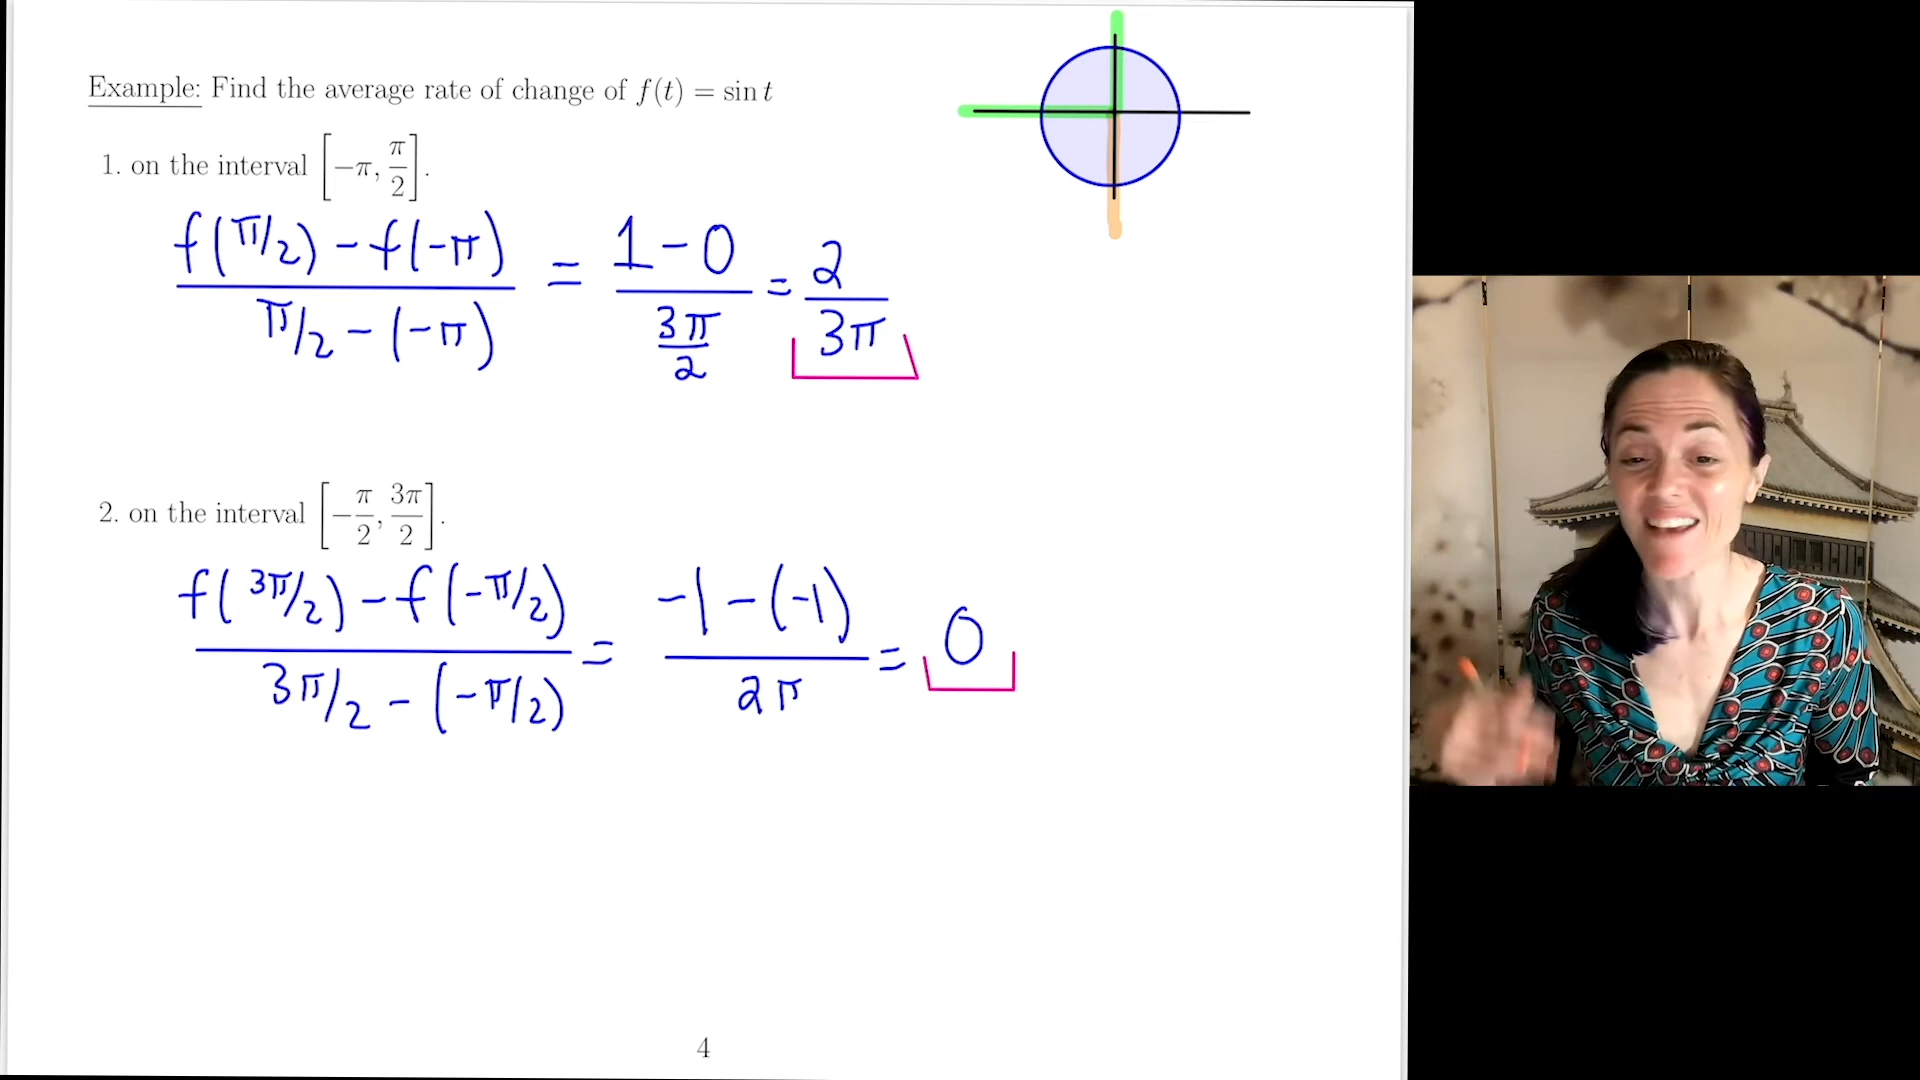 Example: Find the average rate of change of f(t) = sin t
1. on the interval [−π, π/2].
f(π/2) − f(−π) / π/2 − (−π) = 1 − 0 / 3π/2 = 2 / 3π
2. on the interval [−π/2, 3π/2].
f(3π/2) − f(−π/2) / 3π/2 − (−π/2) = −1 − (−1) / 2π = 0
4